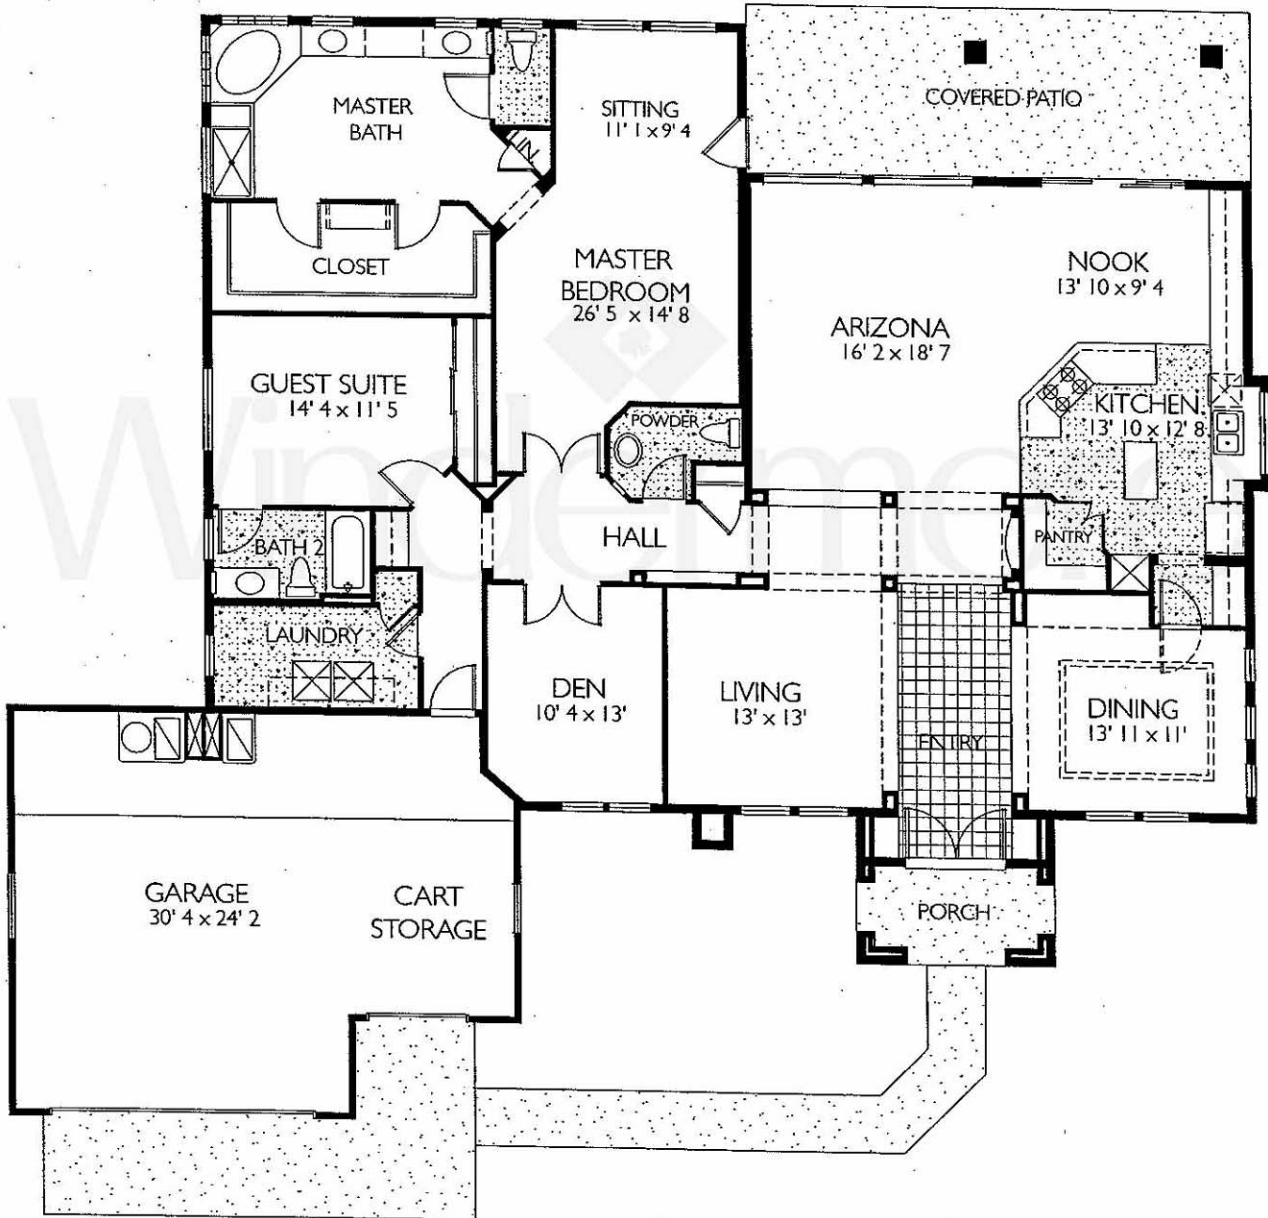 MASTER
BATH
LIN
SITTING
11' 1 x 9' 4
COVERED PATIO
CLOSET
MASTER
BEDROOM
26' 5 x 14' 8
NOOK
13' 10 x 9' 4
ARIZONA
16' 2 x 18' 7
GUEST SUITE
14' 4 x 11' 5
POWDER
KITCHEN
13' 10 x 12' 8
HALL
PANTRY
BATH 2
LAUNDRY
DEN
10' 4 x 13'
LIVING
13' x 13'
ENTRY
DINING
13' 11 x 11'
GARAGE
30' 4 x 24' 2
CART
STORAGE
PORCH